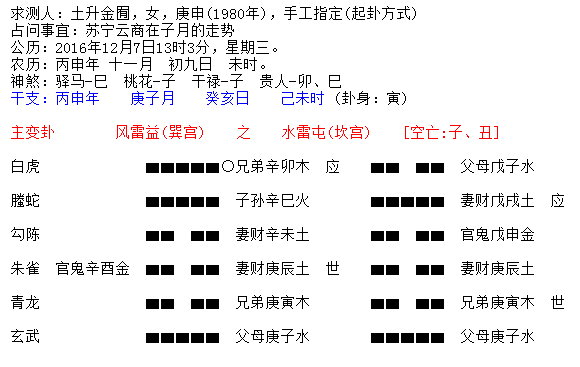 求测人：土升金囿，女，庚申(1980年)，手工指定(起卦方式)
占问事宜：苏宁云商在子月的走势
公历：2016年12月7日13时3分，星期三。
农历：丙申年 十一月 初九日 未时。
神煞：驿马-巳 桃花-子 干禄-子 贵人-卯、巳
干支：丙申年 庚子月 癸亥日 己未时 (卦身：寅)
主变卦 风雷益(巽宫) 之 水雷屯(坎宫) [空亡:子、丑]
白虎 ○兄弟辛卯木 应 父母戊子水
螣蛇 子孙辛巳火 妻财戊戌土 应
勾陈 妻财辛未土 官鬼戊申金
朱雀 官鬼辛酉金 妻财庚辰土 世 妻财庚辰土
青龙 兄弟庚寅木 兄弟庚寅木 世
玄武 父母庚子水 父母庚子水